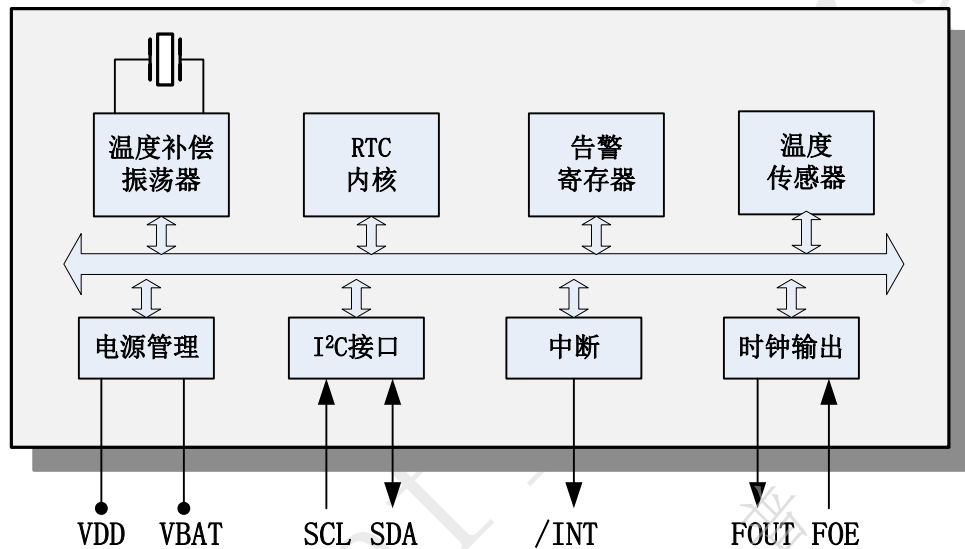 温度补偿
振荡器
RTC
内核
告警
寄存器
温度
传感器
电源管理
I²C接口
中断
时钟输出
VDD VBAT SCL SDA /INT FOUT FOE